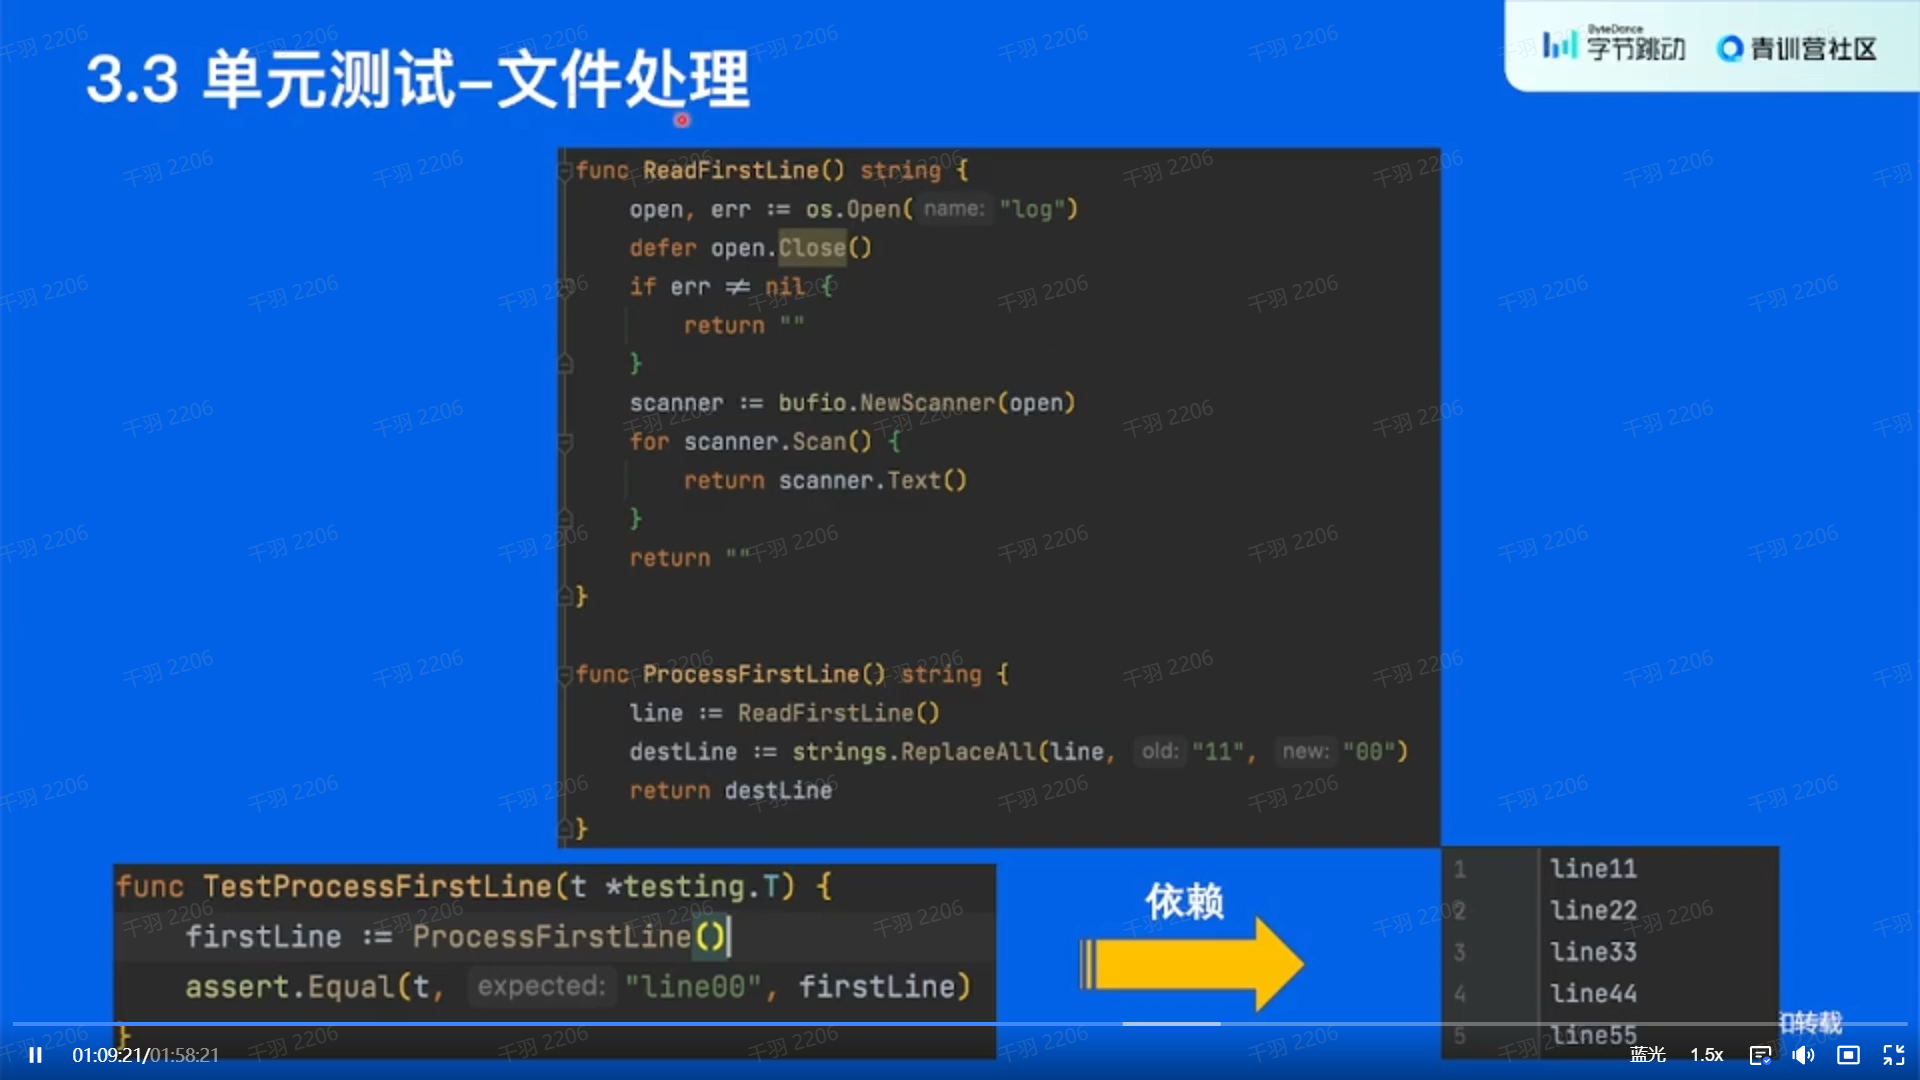 3.3 单元测试-文件处理
ByteDance
字节跳动 青训营社区
func ReadFirstLine() string {
open, err := os.Open( name: "log")
defer open.Close()
if err != nil {
return ""
}
scanner := bufio.NewScanner(open)
for scanner.Scan() {
return scanner.Text()
}
return ""
}
func ProcessFirstLine() string {
line := ReadFirstLine()
destLine := strings.ReplaceAll(line, old: "11", new: "00")
return destLine
}
func TestProcessFirstLine(t *testing.T) {
firstLine := ProcessFirstLine()
assert.Equal(t, expected: "line00", firstLine)
}
依赖
1 line11
2 line22
3 line33
4 line44
5 line55
转载
01:09:21/01:58:21
蓝光 1.5x
千羽 2206